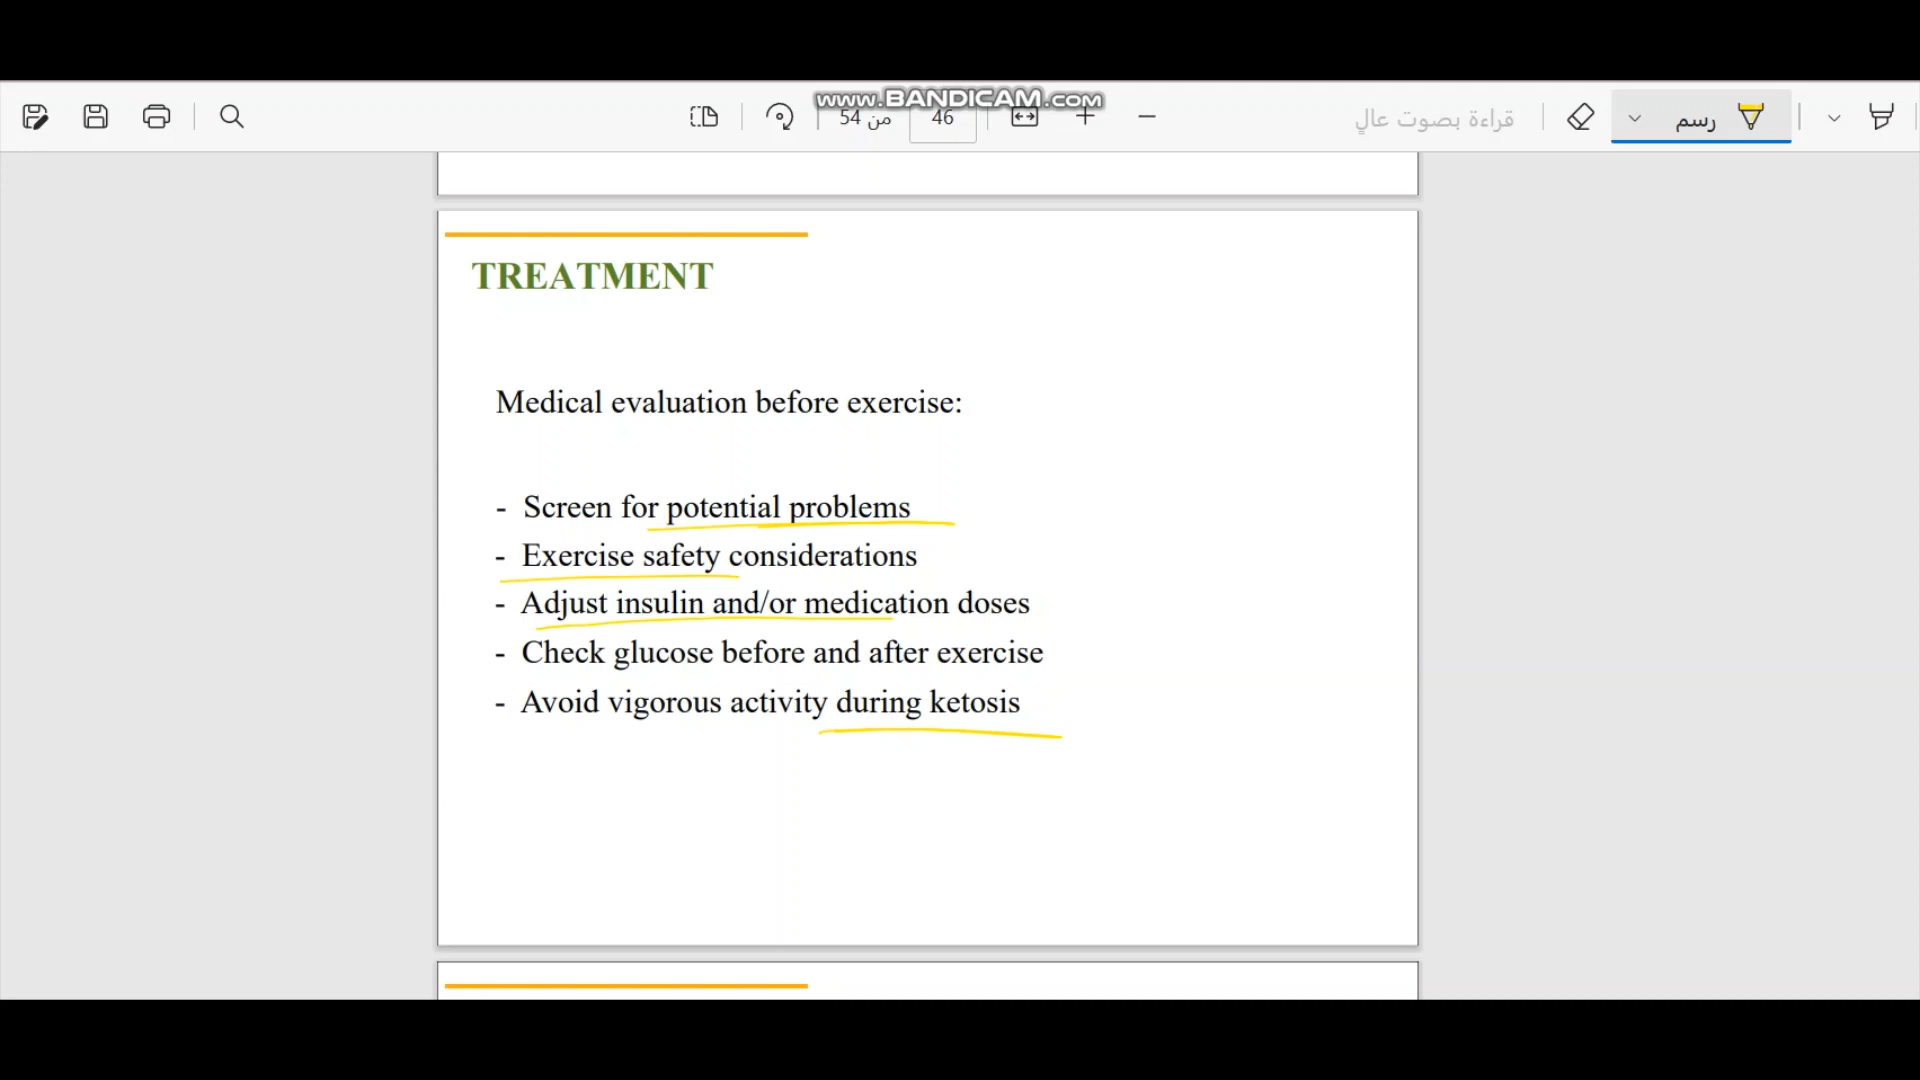 www.BANDICAM.com
46 من 54
قراءة بصوت عالٍ
رسم
TREATMENT
Medical evaluation before exercise:
- Screen for potential problems
- Exercise safety considerations
- Adjust insulin and/or medication doses
- Check glucose before and after exercise
- Avoid vigorous activity during ketosis